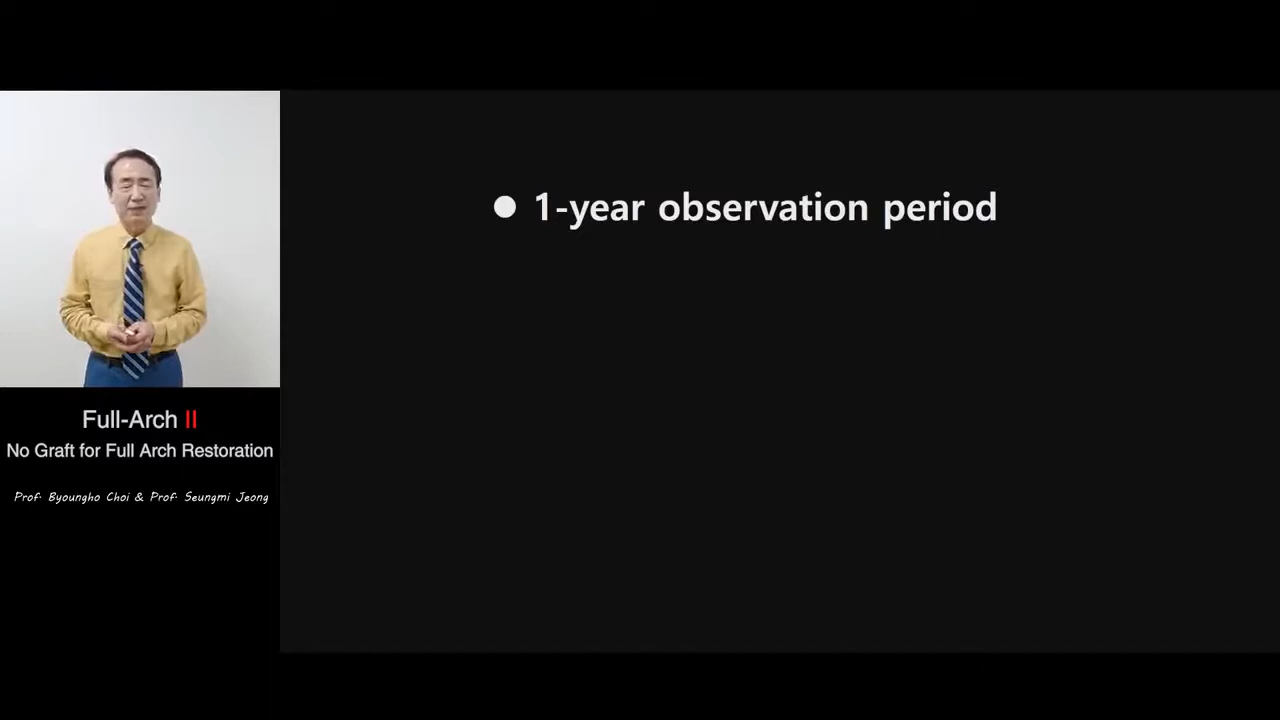 ● 1-year observation period
Full-Arch II
No Graft for Full Arch Restoration
Prof. Byoungho Choi & Prof. Seungmi Jeong